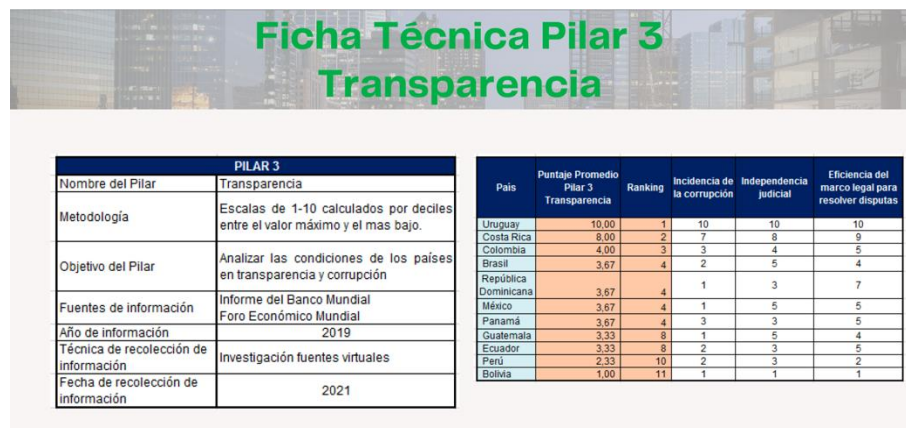 Ficha Técnica Pilar 3
Transparencia
PILAR 3
Nombre del Pilar Transparencia
Metodología Escalas de 1-10 calculados por deciles
entre el valor máximo y el mas bajo.
Objetivo del Pilar Analizar las condiciones de los países
en transparencia y corrupción
Fuentes de información Informe del Banco Mundial
Foro Económico Mundial
Año de información 2019
Técnica de recolección de
información Investigación fuentes virtuales
Fecha de recolección de
información 2021
País Puntaje Promedio
Pilar 3
Transparencia Ranking Incidencia de
la corrupción Independencia
judicial Eficiencia del
marco legal para
resolver disputas
Uruguay 10,00 1 10 10 10
Costa Rica 8,00 2 7 8 9
Colombia 4,00 3 3 4 5
Brasil 3,67 4 2 5 4
República
Dominicana 3,67 4 1 3 7
México 3,67 4 1 5 5
Panamá 3,67 4 3 3 5
Guatemala 3,33 8 1 5 4
Ecuador 3,33 8 2 3 5
Perú 2,33 10 2 3 2
Bolivia 1,00 11 1 1 1